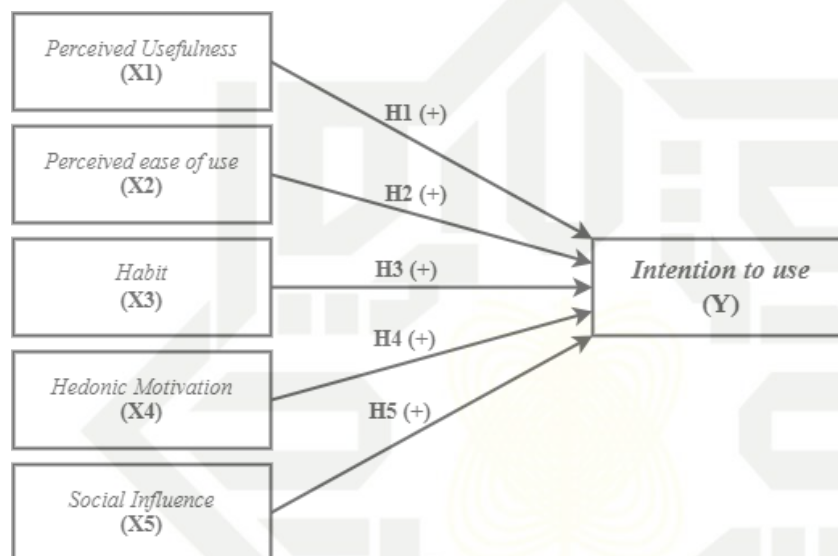 Perceived Usefulness
(X1)
H1 (+)
Perceived ease of use
(X2)
H2 (+)
Habit
(X3)
H3 (+)
Intention to use
(Y)
Hedonic Motivation
(X4)
H4 (+)
Social Influence
(X5)
H5 (+)